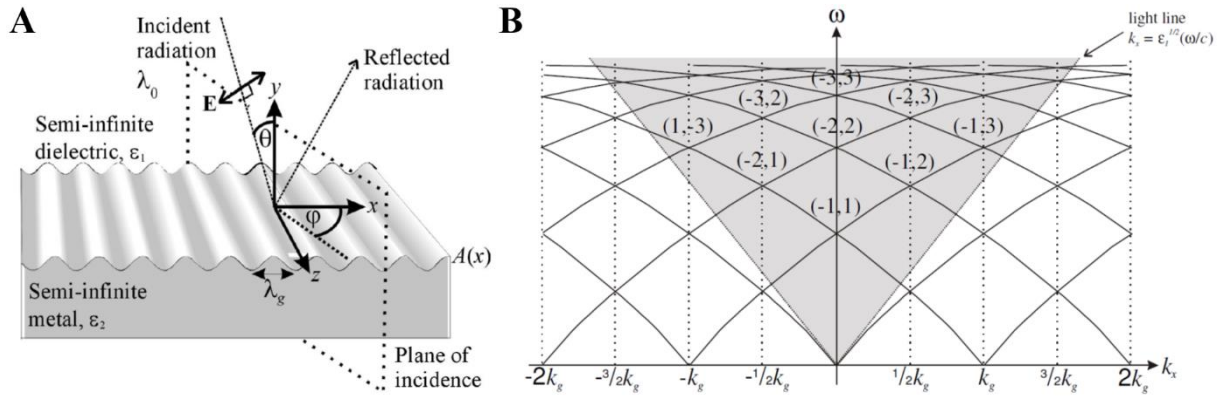 A
Incident
radiation
λ₀
E
Reflected
radiation
y
θ
Semi-infinite
dielectric, ε₁
x
φ
A(x)
z
λg
Semi-infinite
metal, ε₂
Plane of
incidence
B
ω
light line
kₓ = ε₁^1/2(ω/c)
(-3,3)
(-3,2)
(-2,3)
(1,-3)
(-2,2)
(-1,3)
(-2,1)
(-1,2)
(-1,1)
-2kg
-3/2kg
-kg
-1/2kg
1/2kg
kg
3/2kg
2kg
kₓ